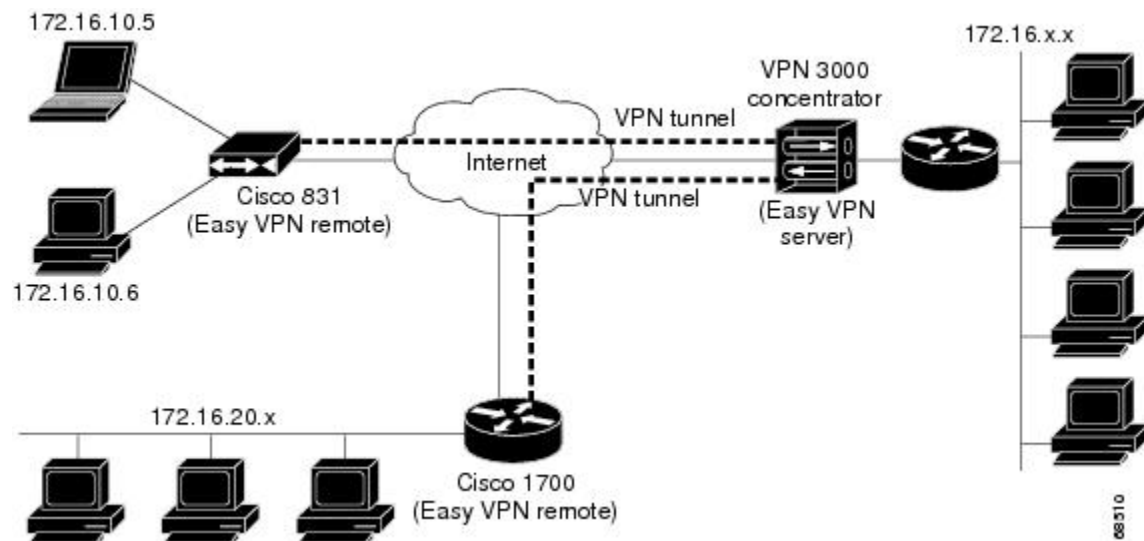 172.16.10.5
172.16.x.x
VPN 3000
concentrator
VPN tunnel
Internet
Cisco 831
(Easy VPN remote)
VPN tunnel
(Easy VPN
server)
172.16.10.6
172.16.20.x
Cisco 1700
(Easy VPN remote)
68510